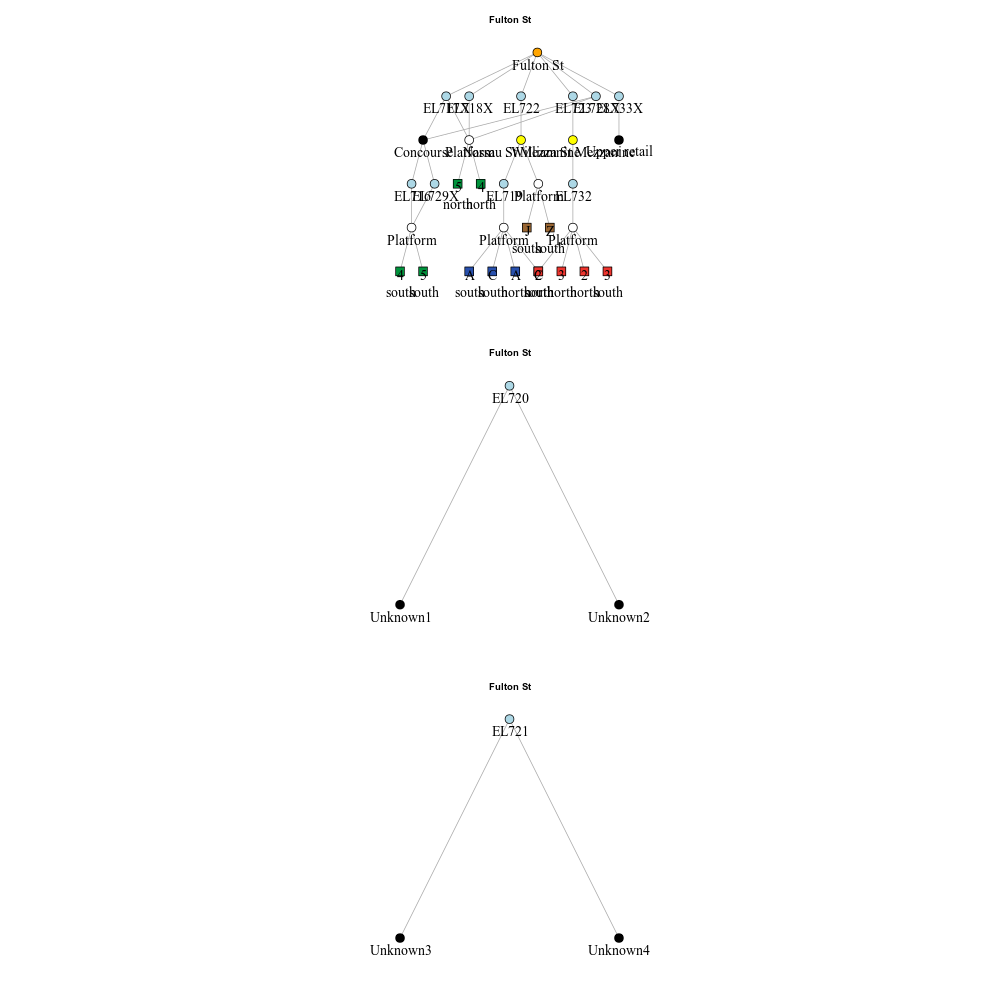 Fulton St
Fulton St
EL717X EL718X EL722 EL723 EL728X EL733X
Concourse Platform Nassau St Mezzanine William St Mezzanine Upper retail
EL716 EL729X 5 4 EL719 Platform EL732
north north
Platform Platform J Z Platform
south south
4 5 A C A 3 2 3
south south south south north north north south
Fulton St
EL720
Unknown1 Unknown2
Fulton St
EL721
Unknown3 Unknown4